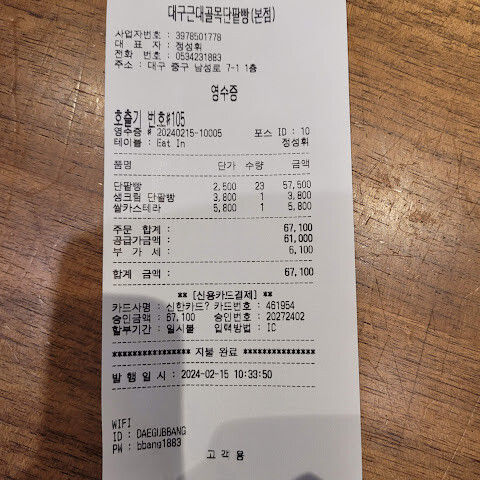 대구근대골목단팥빵(본점)
사업자번호 : 3978501778
대 표 자 : 정성휘
전화 번호 : 0534231883
주소 : 대구 중구 남성로 7-1 1층
영수증
호출기 번호#105
영수증 # 20240215-10005 포스 ID : 10
테이블 : Eat In 정성휘
품명 단가 수량 금액
단팥빵 2,500 23 57,500
생크림 단팥빵 3,800 1 3,800
쌀카스테라 5,800 1 5,800
주문 합계 : 67,100
공급가금액 : 61,000
부 가 세 : 6,100
합계 금액 : 67,100
** [신용카드결제] **
카드사명 : 신한카드? 카드번호 : 461954
승인금액 : 67,100 승인번호 : 20272402
할부기간 : 일시불 입력방법 : IC
**************** 지불 완료 ***************
발 행 일 시 : 2024-02-15 10:33:50
WIFI
ID : DAEGUBBANG
PW : bbang1883
고 객 용